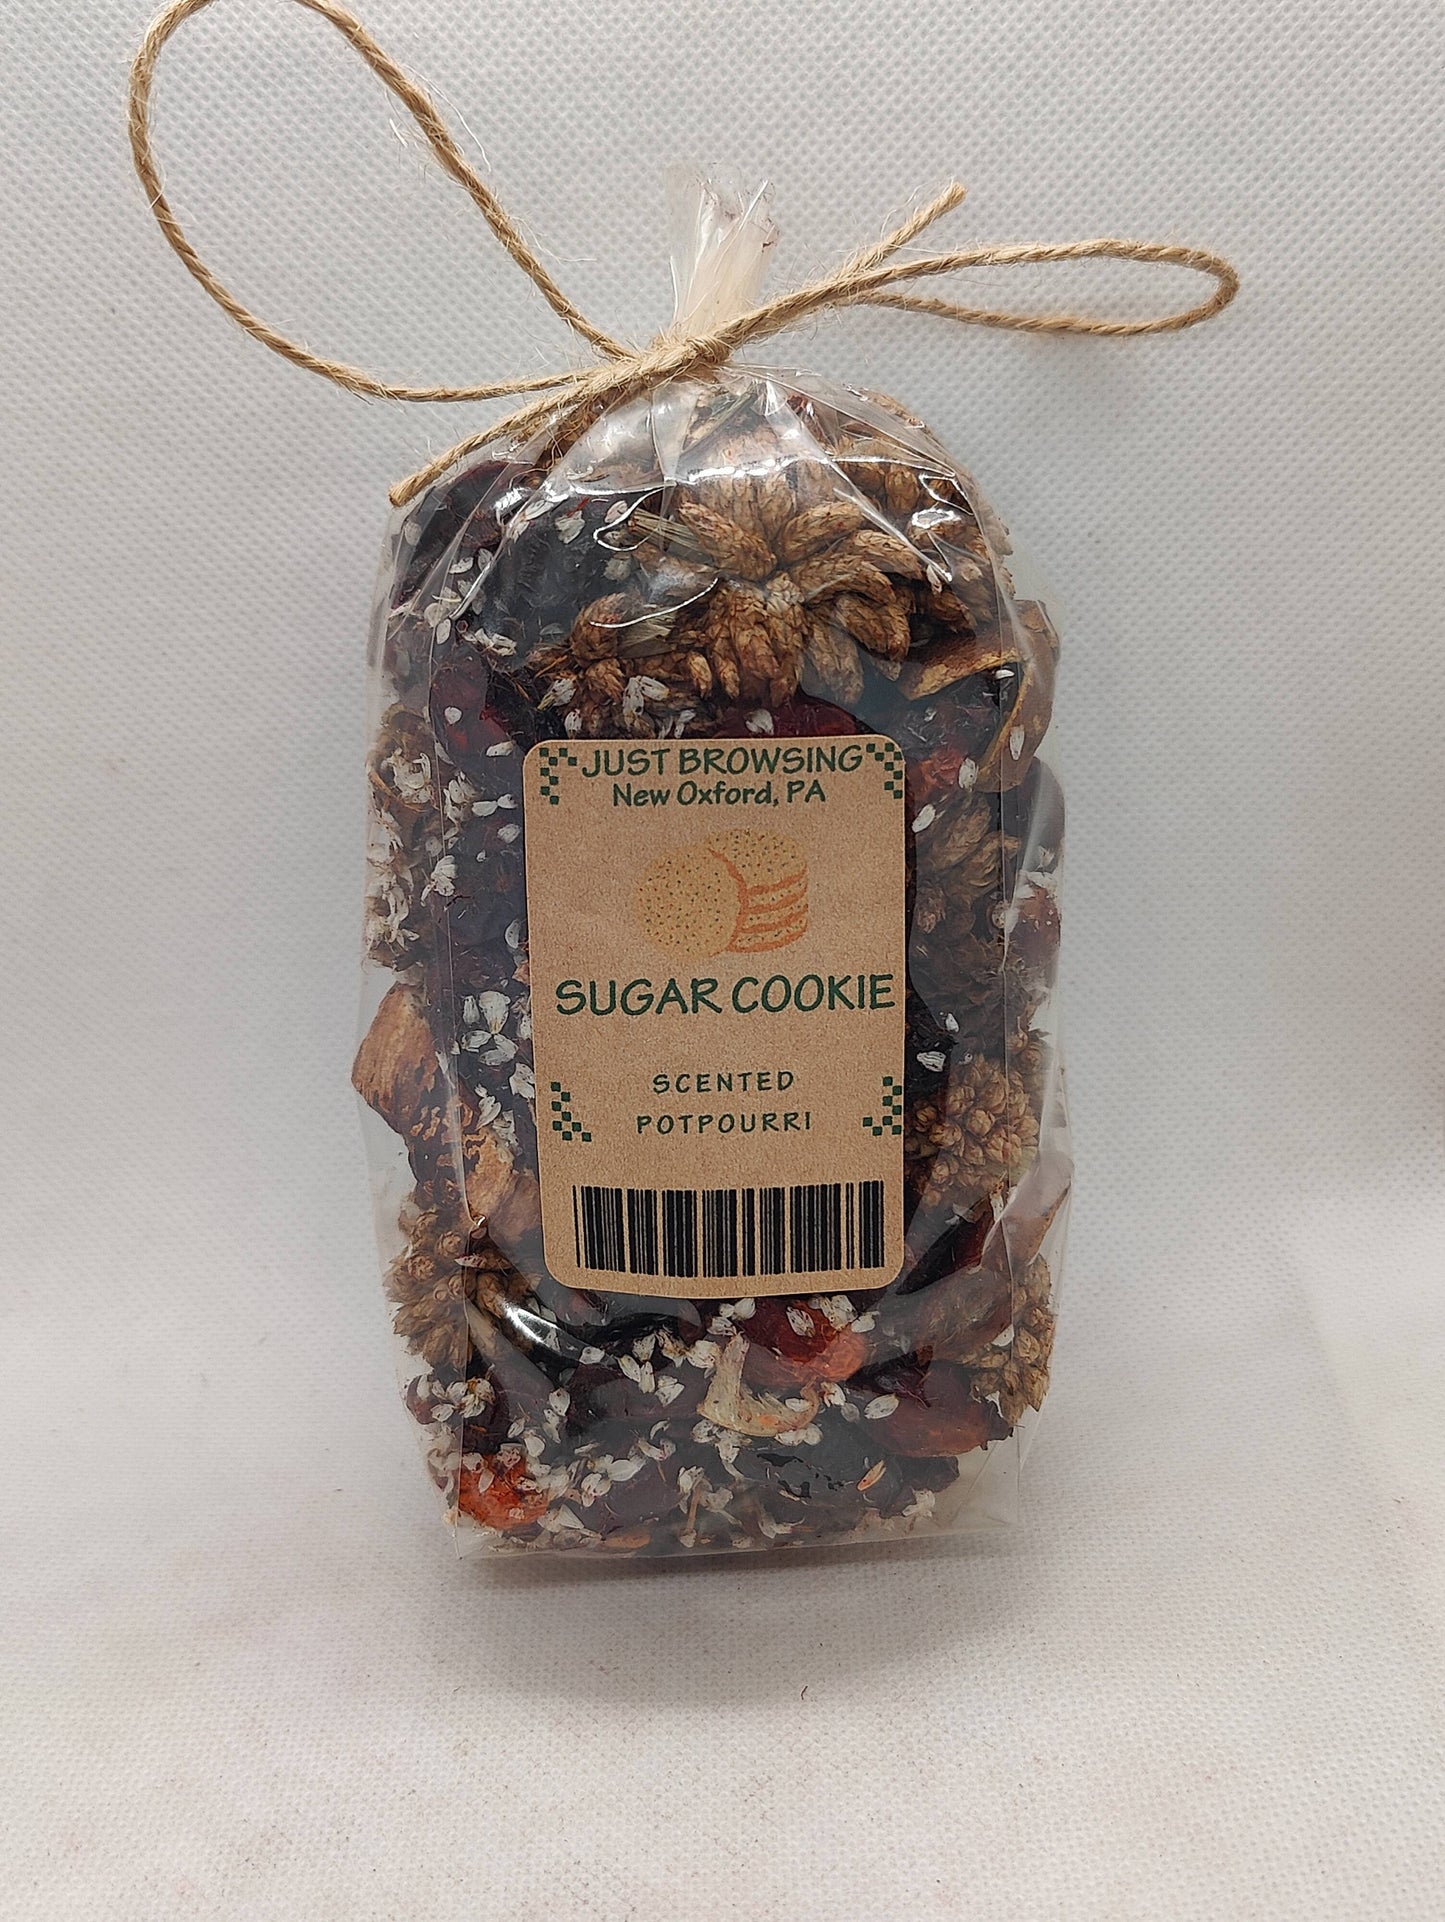 JUST BROWSING
New Oxford, PA
SUGAR COOKIE
SCENTED
POTPOURRI